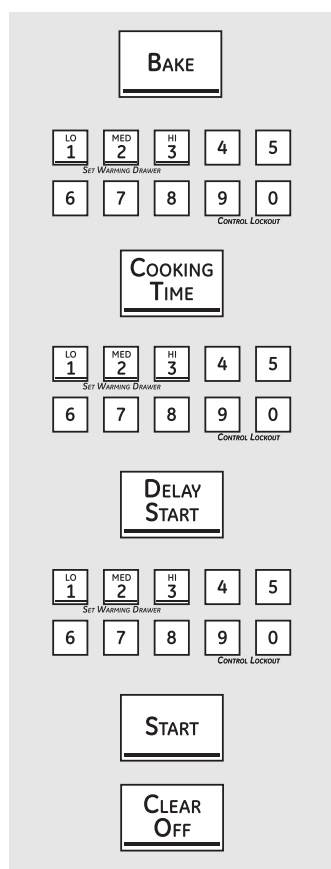 BAKE
LO MED HI
1 2 3 4 5
SET WARMING DRAWER
6 7 8 9 0
CONTROL LOCKOUT
COOKING
TIME
LO MED HI
1 2 3 4 5
SET WARMING DRAWER
6 7 8 9 0
CONTROL LOCKOUT
DELAY
START
LO MED HI
1 2 3 4 5
SET WARMING DRAWER
6 7 8 9 0
CONTROL LOCKOUT
START
CLEAR
OFF